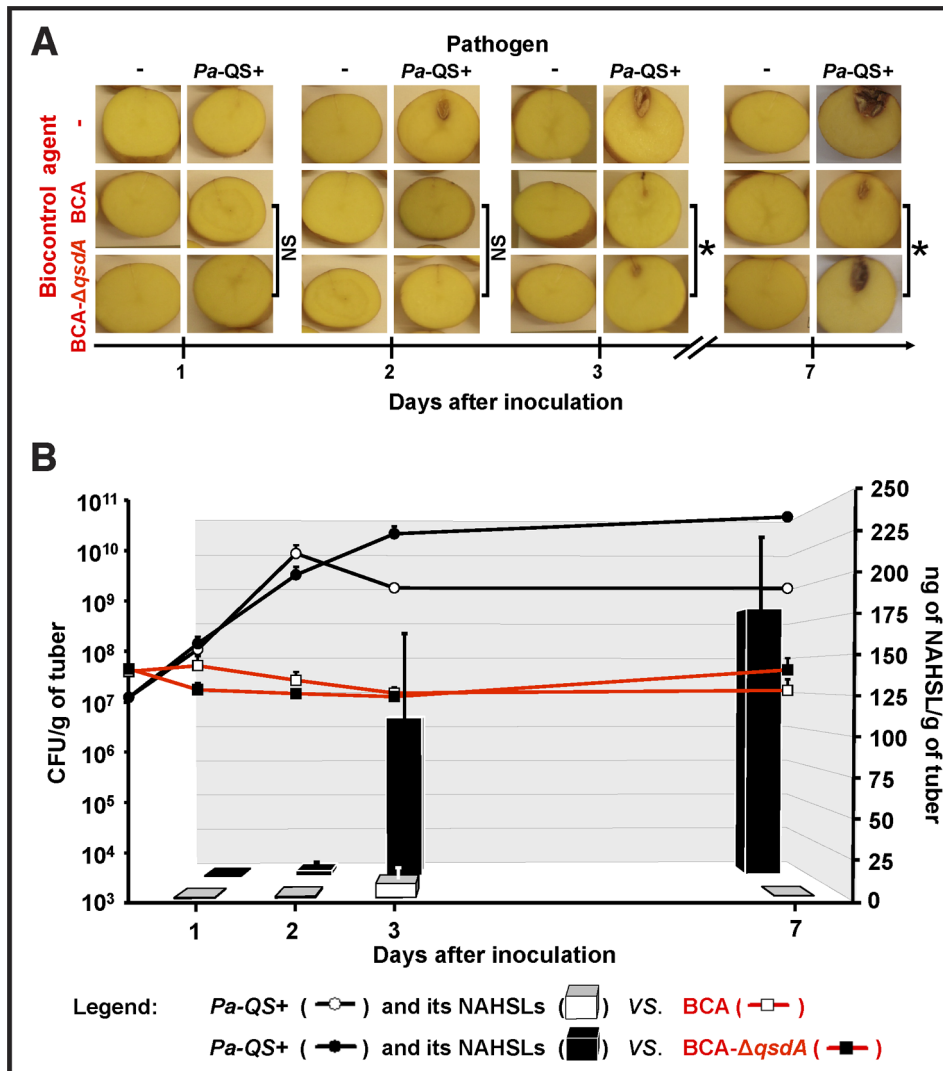 A
Pathogen
- Pa-QS+ - Pa-QS+ - Pa-QS+ - Pa-QS+
Biocontrol agent
-
BCA
BCA-ΔqsdA
NS NS * *
1 2 3 7
Days after inoculation
B
CFU/g of tuber
10¹¹
10¹⁰
10⁹
10⁸
10⁷
10⁶
10⁵
10⁴
10³
250
225
200
175
150
125
100
75
50
25
0
ng of NAHSL/g of tuber
1 2 3 7
Days after inoculation
Legend: Pa-QS+ ( ) and its NAHSLs ( ) VS. BCA ( )
Pa-QS+ ( ) and its NAHSLs ( ) VS. BCA-ΔqsdA ( )